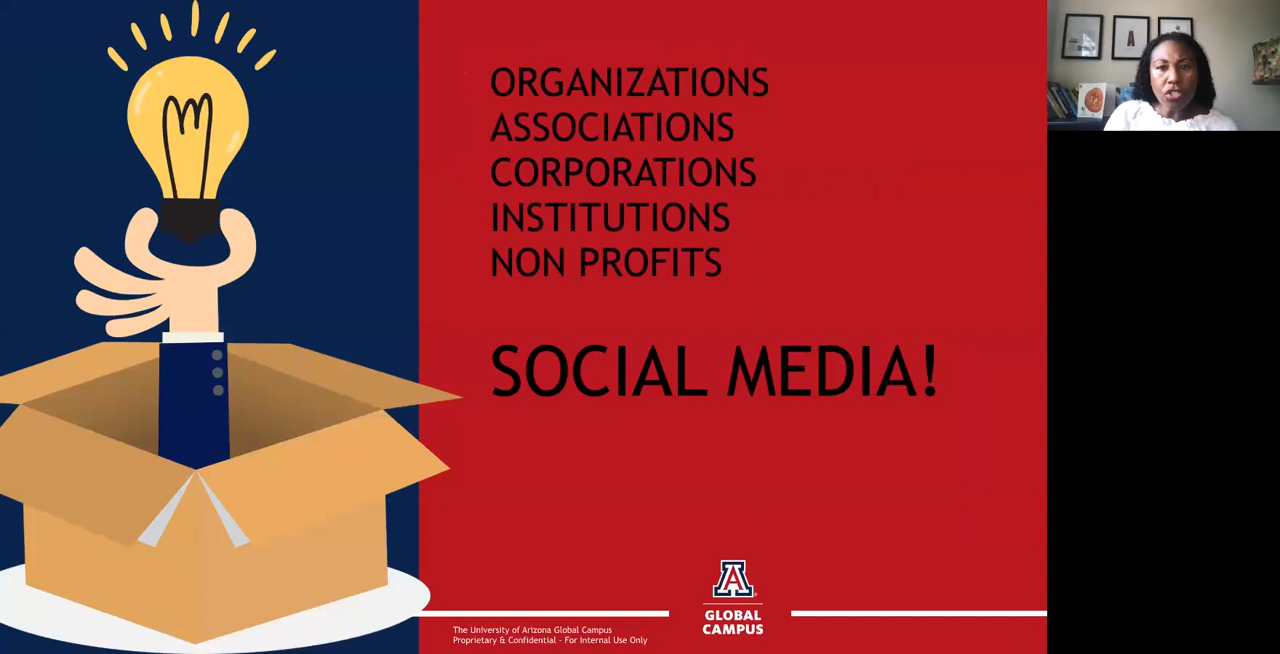 ORGANIZATIONS
ASSOCIATIONS
CORPORATIONS
INSTITUTIONS
NON PROFITS
SOCIAL MEDIA!
A
GLOBAL
CAMPUS
The University of Arizona Global Campus
Proprietary & Confidential - For Internal Use Only
A